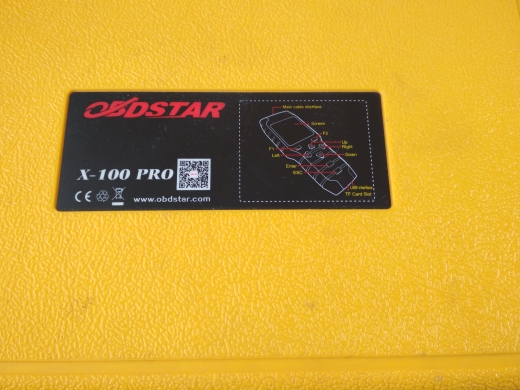 OBDSTAR
X-100 PRO
CE
www.obdstar.com
Main cable interface
Screen
F2
Up
F1
Right
Left
Down
Enter
ESC
USB interface
TF Card Slot